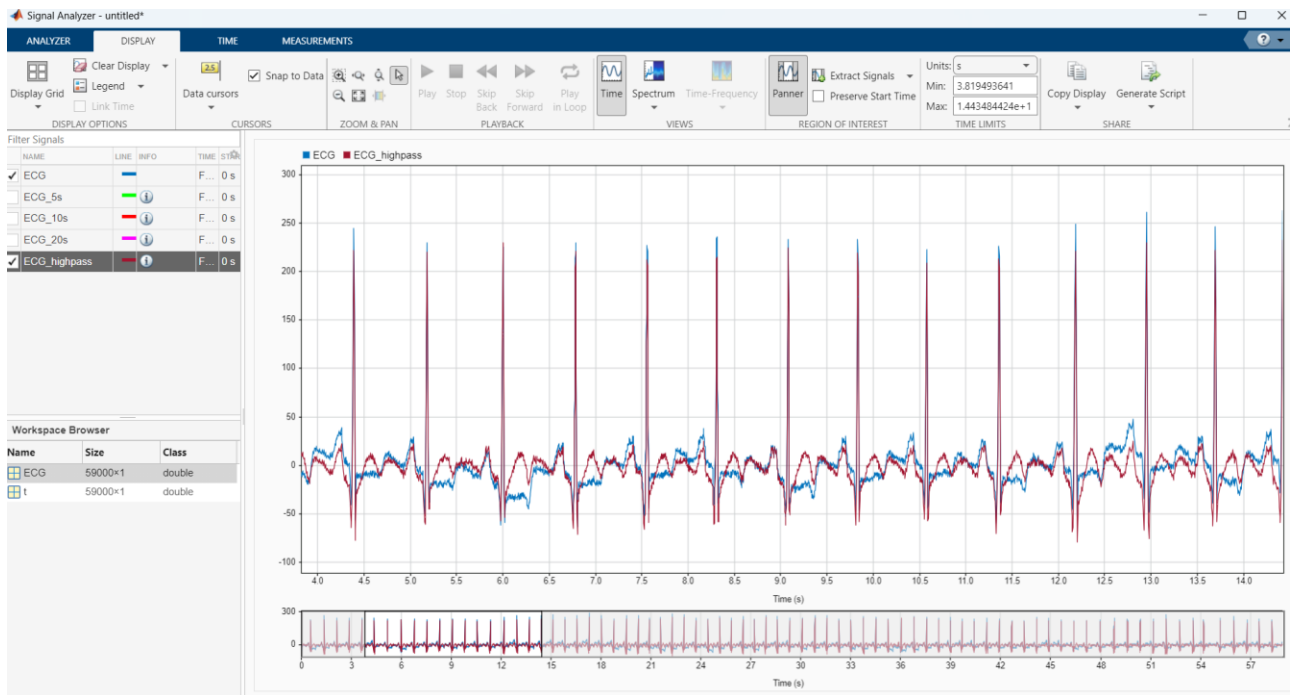 Signal Analyzer - untitled*
ANALYZER DISPLAY TIME MEASUREMENTS
Display Grid
Clear Display
Legend
Link Time
DISPLAY OPTIONS
2.5
Data cursors
Snap to Data
CURSORS
ZOOM & PAN
Play
Stop
Skip
Back
Skip
Forward
Play
in Loop
PLAYBACK
Time
Spectrum
Time-Frequency
VIEWS
Panner
Extract Signals
Preserve Start Time
REGION OF INTEREST
Units: s
Min: 3.819493641
Max: 1.443484424e+1
TIME LIMITS
Copy Display
Generate Script
SHARE
?
Filter Signals
NAME LINE INFO TIME STAR
ECG F... 0 s
ECG_5s i F... 0 s
ECG_10s i F... 0 s
ECG_20s i F... 0 s
ECG_highpass i F... 0 s
Workspace Browser
Name Size Class
ECG 59000×1 double
t 59000×1 double
ECG ECG_highpass
300
250
200
150
100
50
0
-50
-100
4.0 4.5 5.0 5.5 6.0 6.5 7.0 7.5 8.0 8.5 9.0 9.5 10.0 10.5 11.0 11.5 12.0 12.5 13.0 13.5 14.0
Time (s)
300
0
0 3 6 9 12 15 18 21 24 27 30 33 36 39 42 45 48 51 54 57
Time (s)